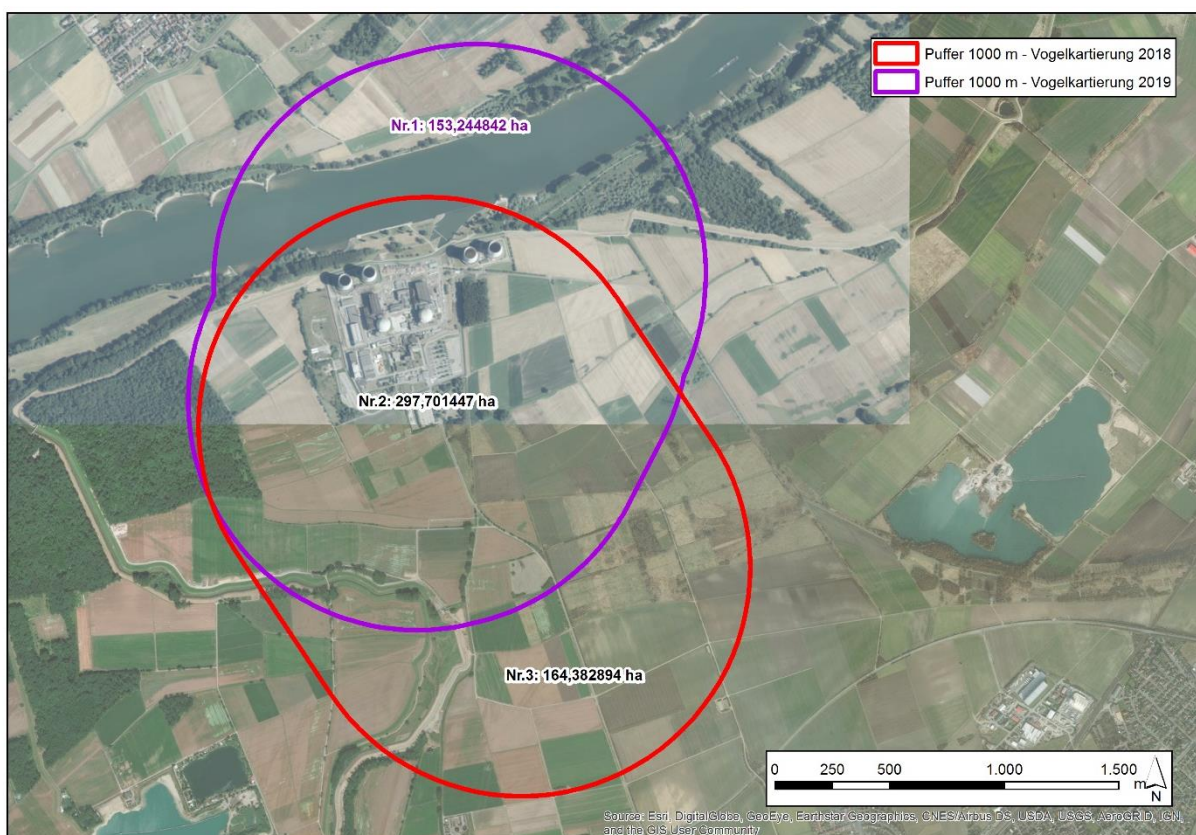 Puffer 1000 m - Vogelkartierung 2018
Puffer 1000 m - Vogelkartierung 2019
Nr.1: 153,244842 ha
Nr.2: 297,701447 ha
Nr.3: 164,382894 ha
0 250 500 1.000 1.500
m
N
Source: Esri, DigitalGlobe, GeoEye, Earthstar Geographics, CNES/Airbus DS, USDA, USGS, AeroGRID, IGN,
and the GIS User Community